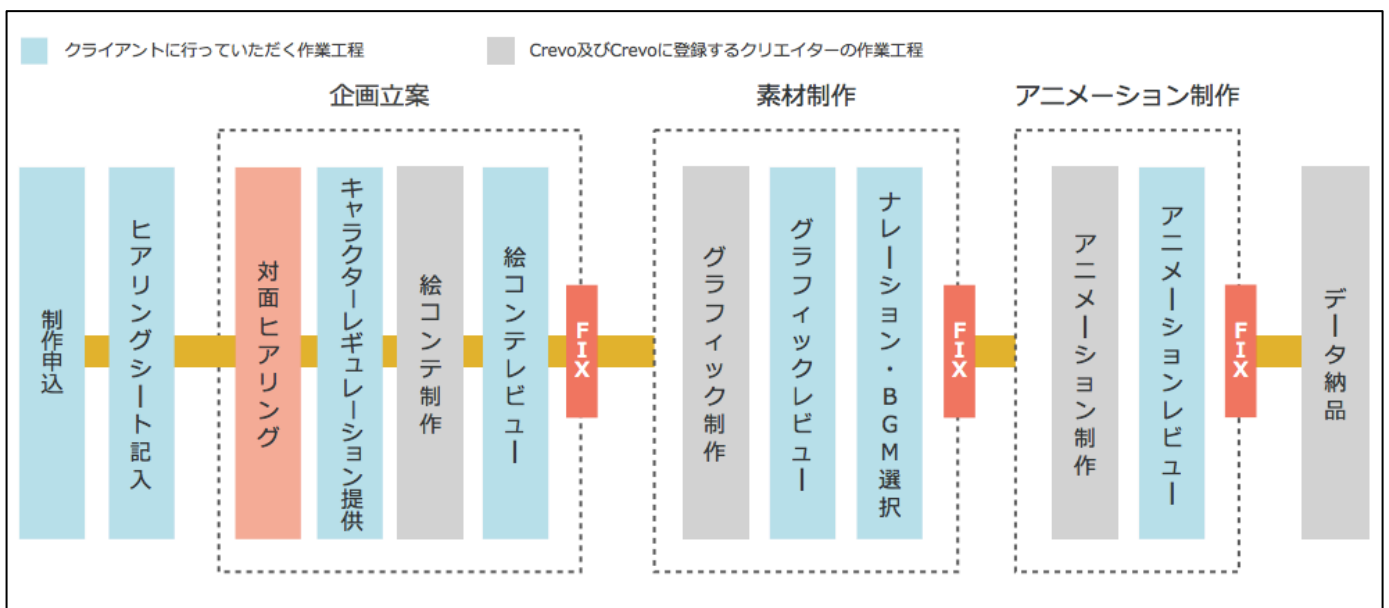 クライアントに行っていただく作業工程
Crevo及びCrevoに登録するクリエイターの作業工程
企画立案
素材制作
アニメーション制作
制作申込
ヒアリングシート記入
対面ヒアリング
キャラクターレギュレーション提供
絵コンテ制作
絵コンテレビュー
FIX
グラフィック制作
グラフィックレビュー
ナレーション・BGM選択
FIX
アニメーション制作
アニメーションレビュー
FIX
データ納品